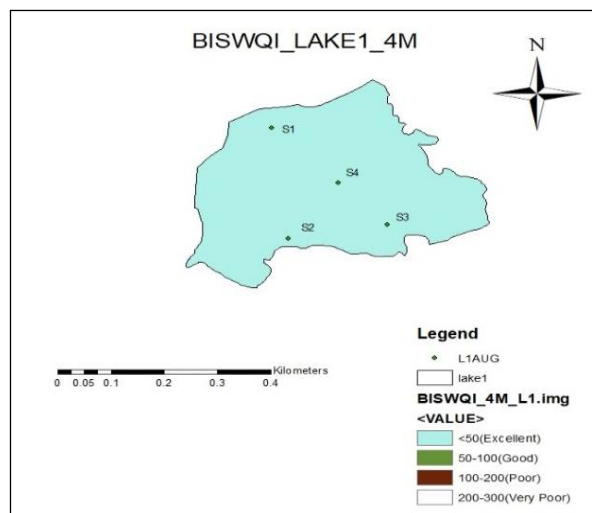 BISWQI_LAKE1_4M
N
S1
S4
S3
S2
Legend
L1AUG
lake1
BISWQI_4M_L1.img
<VALUE>
<50(Excellent)
50-100(Good)
100-200(Poor)
200-300(Very Poor)
Kilometers
0 0.05 0.1 0.2 0.3 0.4